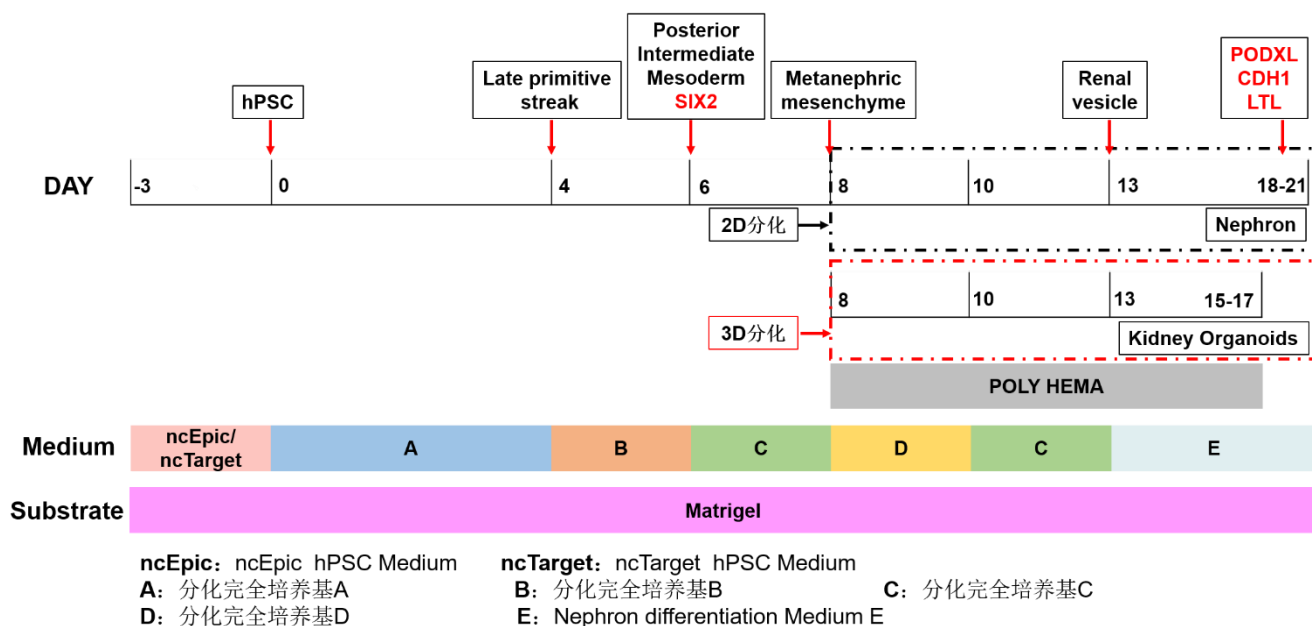 hPSC
Late primitive
streak
Posterior
Intermediate
Mesoderm
SIX2
Metanephric
mesenchyme
Renal
vesicle
PODXL
CDH1
LTL
DAY
-3
0
4
6
8
10
13
18-21
2D分化
Nephron
8
10
13
15-17
3D分化
Kidney Organoids
POLY HEMA
Medium
ncEpic/
ncTarget
A
B
C
D
C
E
Substrate
Matrigel
ncEpic：ncEpic hPSC Medium
ncTarget：ncTarget hPSC Medium
A：分化完全培养基A
B：分化完全培养基B
C：分化完全培养基C
D：分化完全培养基D
E：Nephron differentiation Medium E